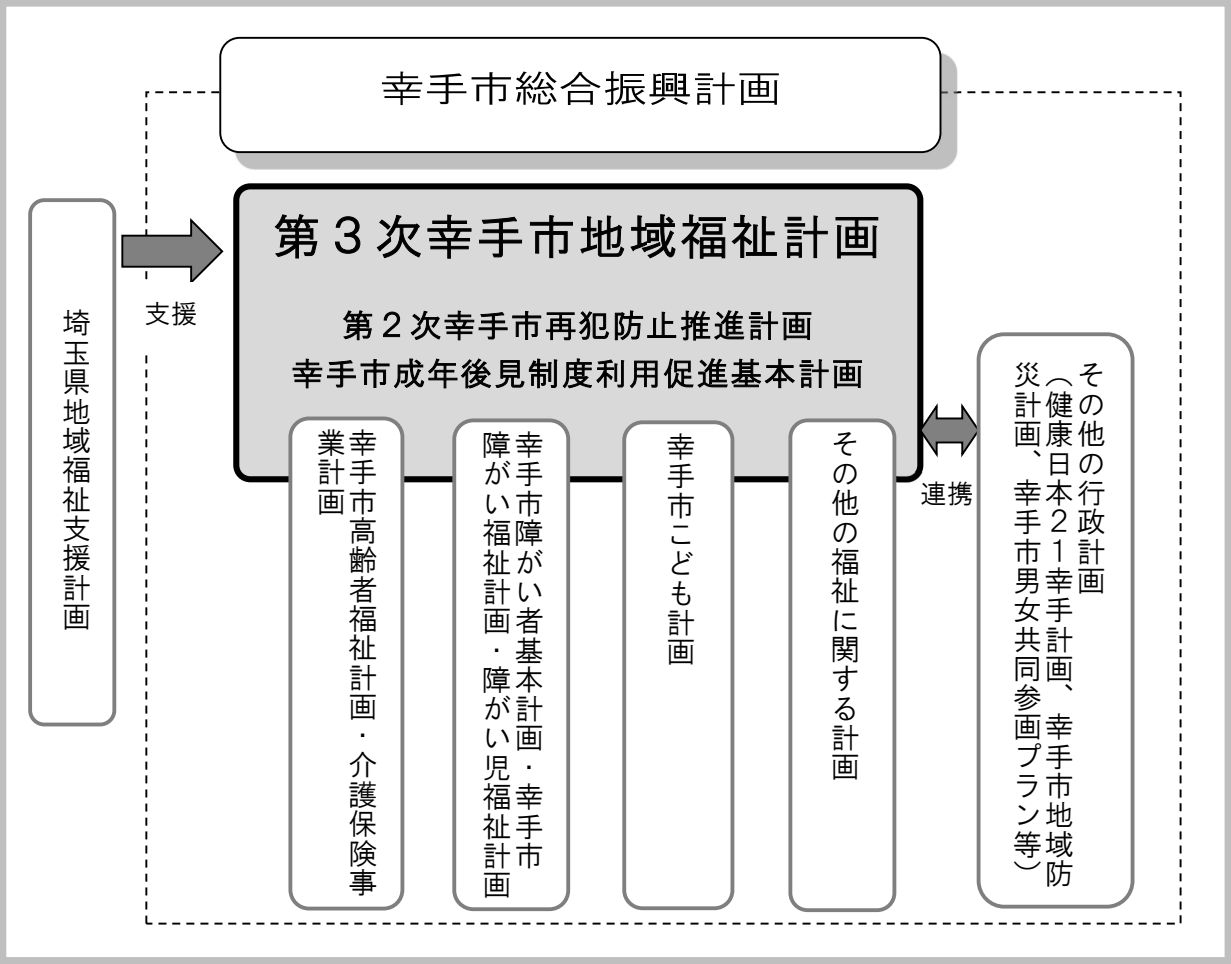 幸手市総合振興計画
第３次幸手市地域福祉計画
第２次幸手市再犯防止推進計画
幸手市成年後見制度利用促進基本計画
支援
埼玉県地域福祉支援計画
幸手市高齢者福祉計画・介護保険事
業計画
幸手市障がい者基本計画・幸手市
障がい福祉計画・障がい児福祉計画
幸手市こども計画
その他の福祉に関する計画
連携
その他の行政計画
（健康日本２１幸手計画、幸手市地域防
災計画、幸手市男女共同参画プラン等）